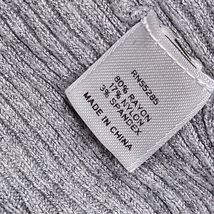 RN55285
80% RAYON
17% NYLON
3% SPANDEX
MADE IN CHINA